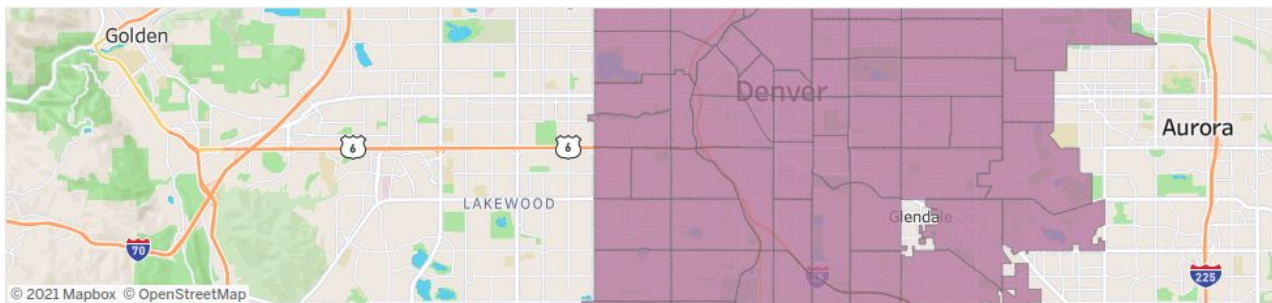 Golden
Denver
Aurora
6
6
LAKEWOOD
Glendale
70
225
© 2021 Mapbox © OpenStreetMap